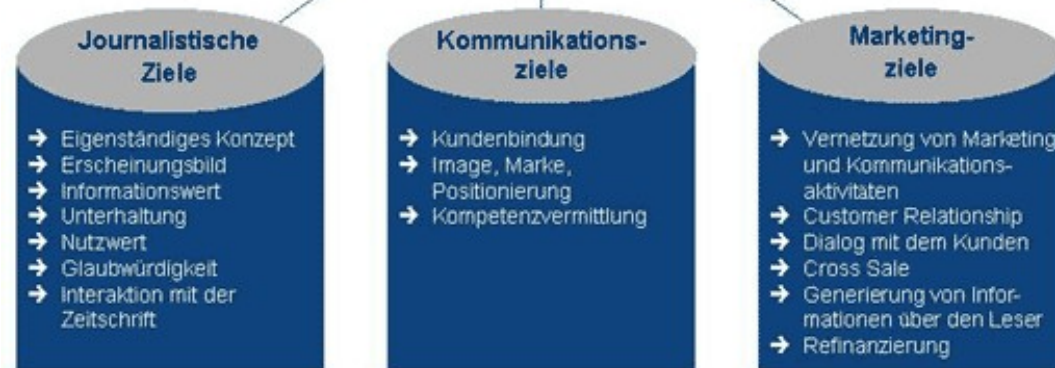 Journalistische
Ziele
→ Eigenständiges Konzept
→ Erscheinungsbild
→ Informationswert
→ Unterhaltung
→ Nutzwert
→ Glaubwürdigkeit
→ Interaktion mit der
Zeitschrift
Kommunikations-
ziele
→ Kundenbindung
→ Image, Marke,
Positionierung
→ Kompetenzvermittlung
Marketing-
ziele
→ Vernetzung von Marketing
und Kommunikations-
aktivitäten
→ Customer Relationship
→ Dialog mit dem Kunden
→ Cross Sale
→ Generierung von Infor-
mationen über den Leser
→ Refinanzierung